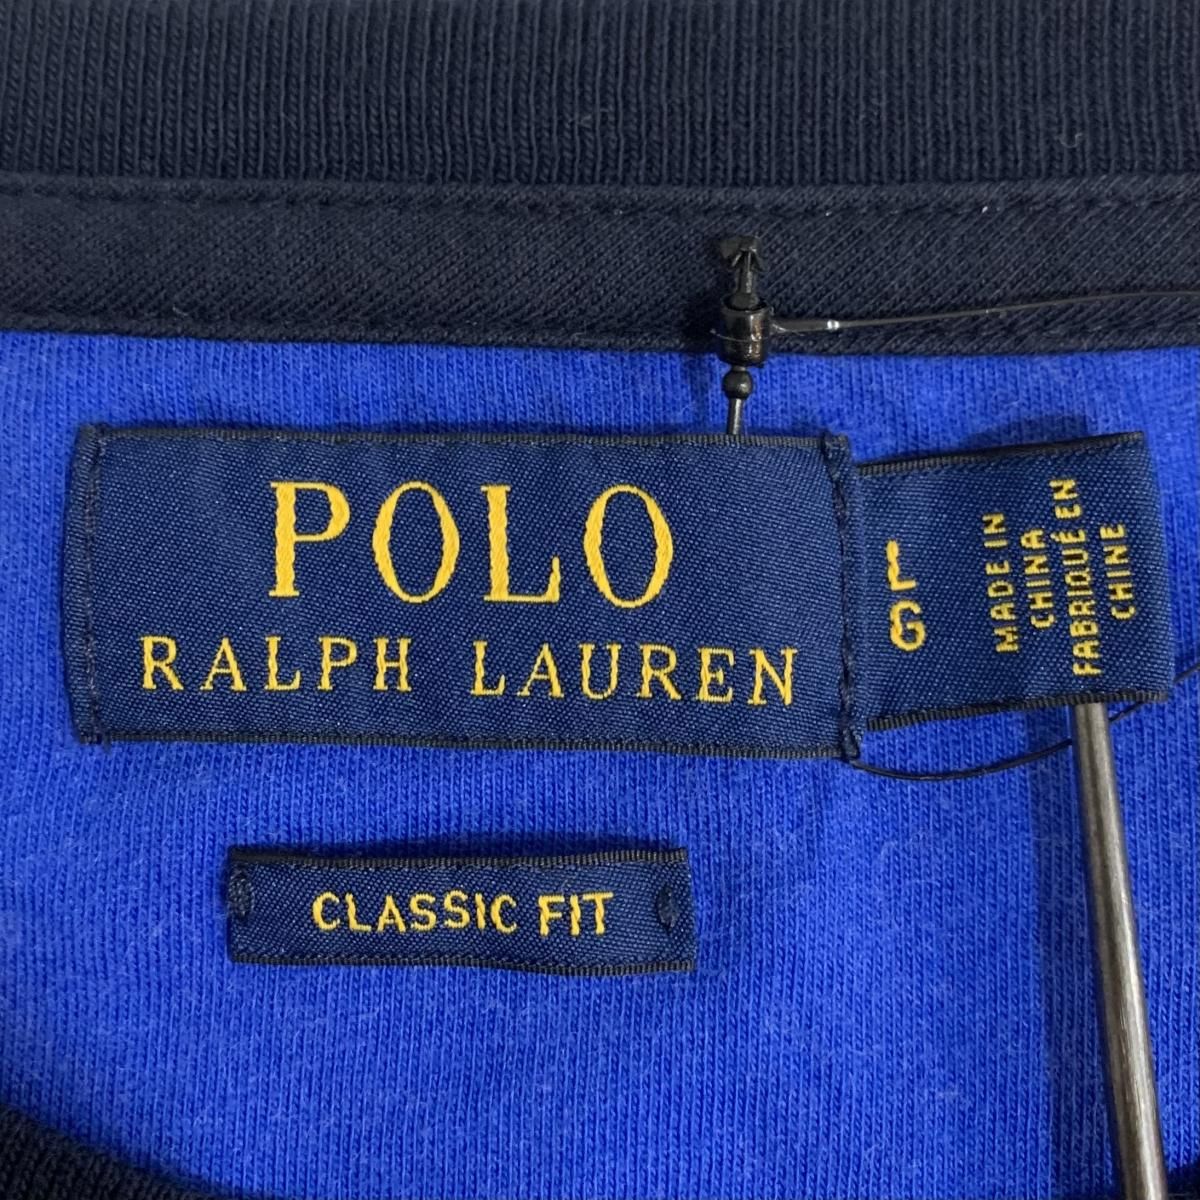 POLO
RALPH LAUREN
L
G
MADE IN
CHINA
FABRIQUÉ EN
CHINE
CLASSIC FIT